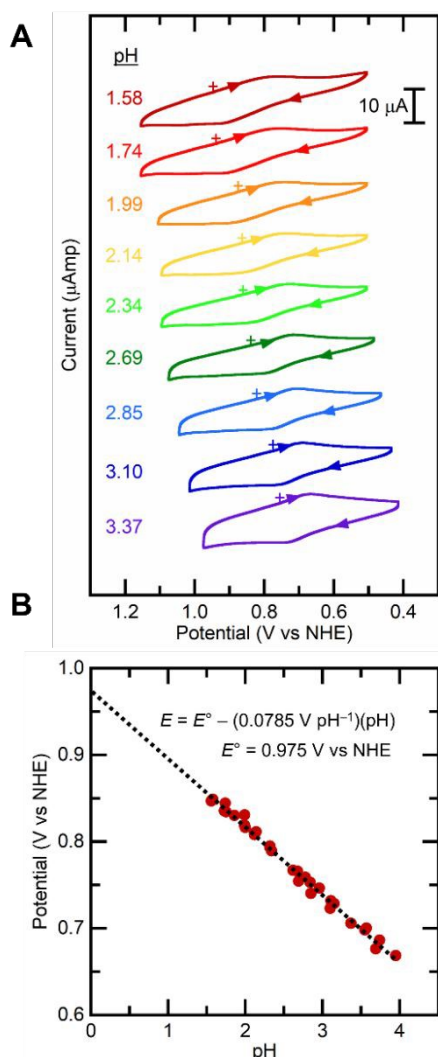 A
pH
1.58
10 μA
1.74
1.99
2.14
2.34
2.69
2.85
3.10
3.37
Current (μAmp)
1.2 1.0 0.8 0.6 0.4
Potential (V vs NHE)
B
1.0
0.9
0.8
0.7
0.6
E = E° – (0.0785 V pH⁻¹)(pH)
E° = 0.975 V vs NHE
Potential (V vs NHE)
0 1 2 3 4
pH